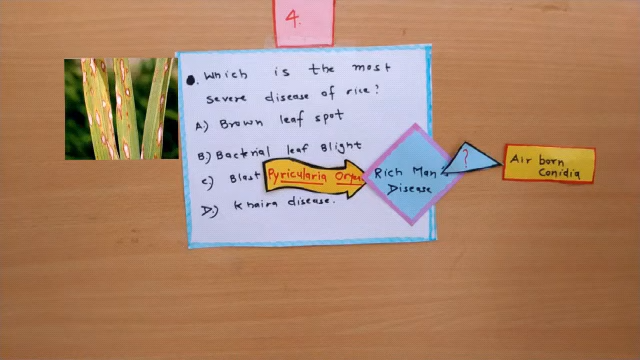 4.
Which is the most
severe disease of rice?
A) Brown leaf spot
B) Bacterial leaf Blight
C) Blast
Pyricularia
D) Khaira disease.
Rich Man
Disease
?
Air born
Conidia